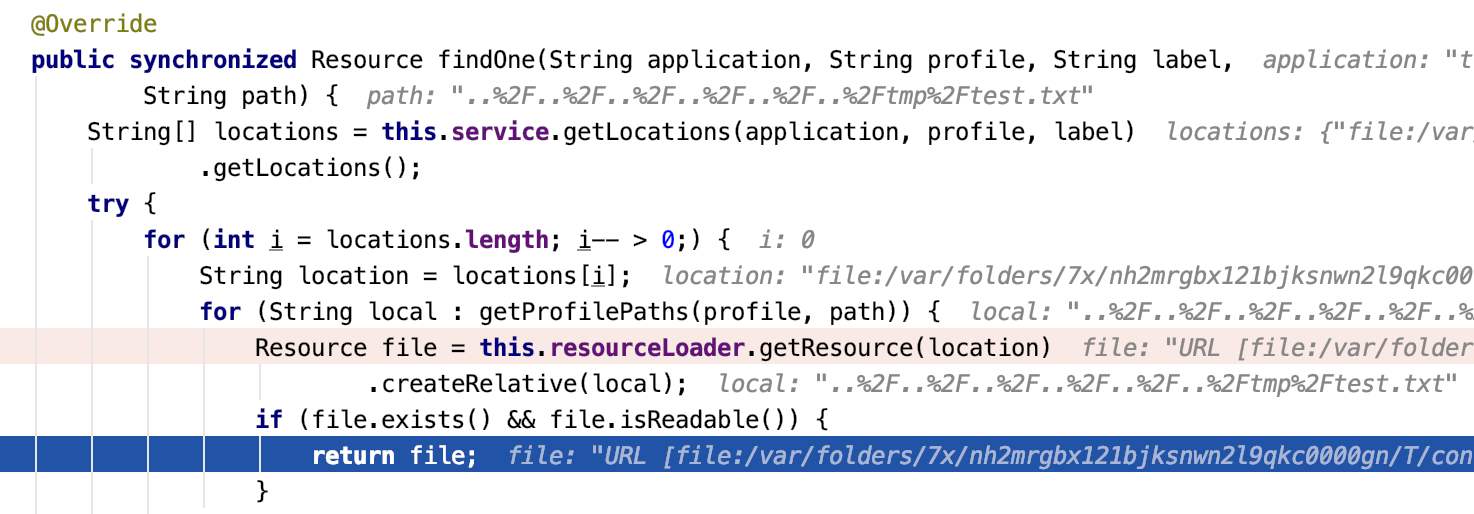 @Override
public synchronized Resource findOne(String application, String profile, String label, application: "t
String path) { path: "..%2F..%2F..%2F..%2F..%2F..%2Ftmp%2Ftest.txt"
String[] locations = this.service.getLocations(application, profile, label) locations: {"file:/var/
.getLocations();
try {
for (int i = locations.length; i-- > 0;) { i: 0
String location = locations[i]; location: "file:/var/folders/7x/nh2mrgbx121bjksnwn2l9qkc00
for (String local : getProfilePaths(profile, path)) { local: "..%2F..%2F..%2F..%2F..%2F..%
Resource file = this.resourceLoader.getResource(location) file: "URL [file:/var/folder
.createRelative(local); local: "..%2F..%2F..%2F..%2F..%2F..%2Ftmp%2Ftest.txt"
if (file.exists() && file.isReadable()) {
return file; file: "URL [file:/var/folders/7x/nh2mrgbx121bjksnwn2l9qkc0000gn/T/con
}